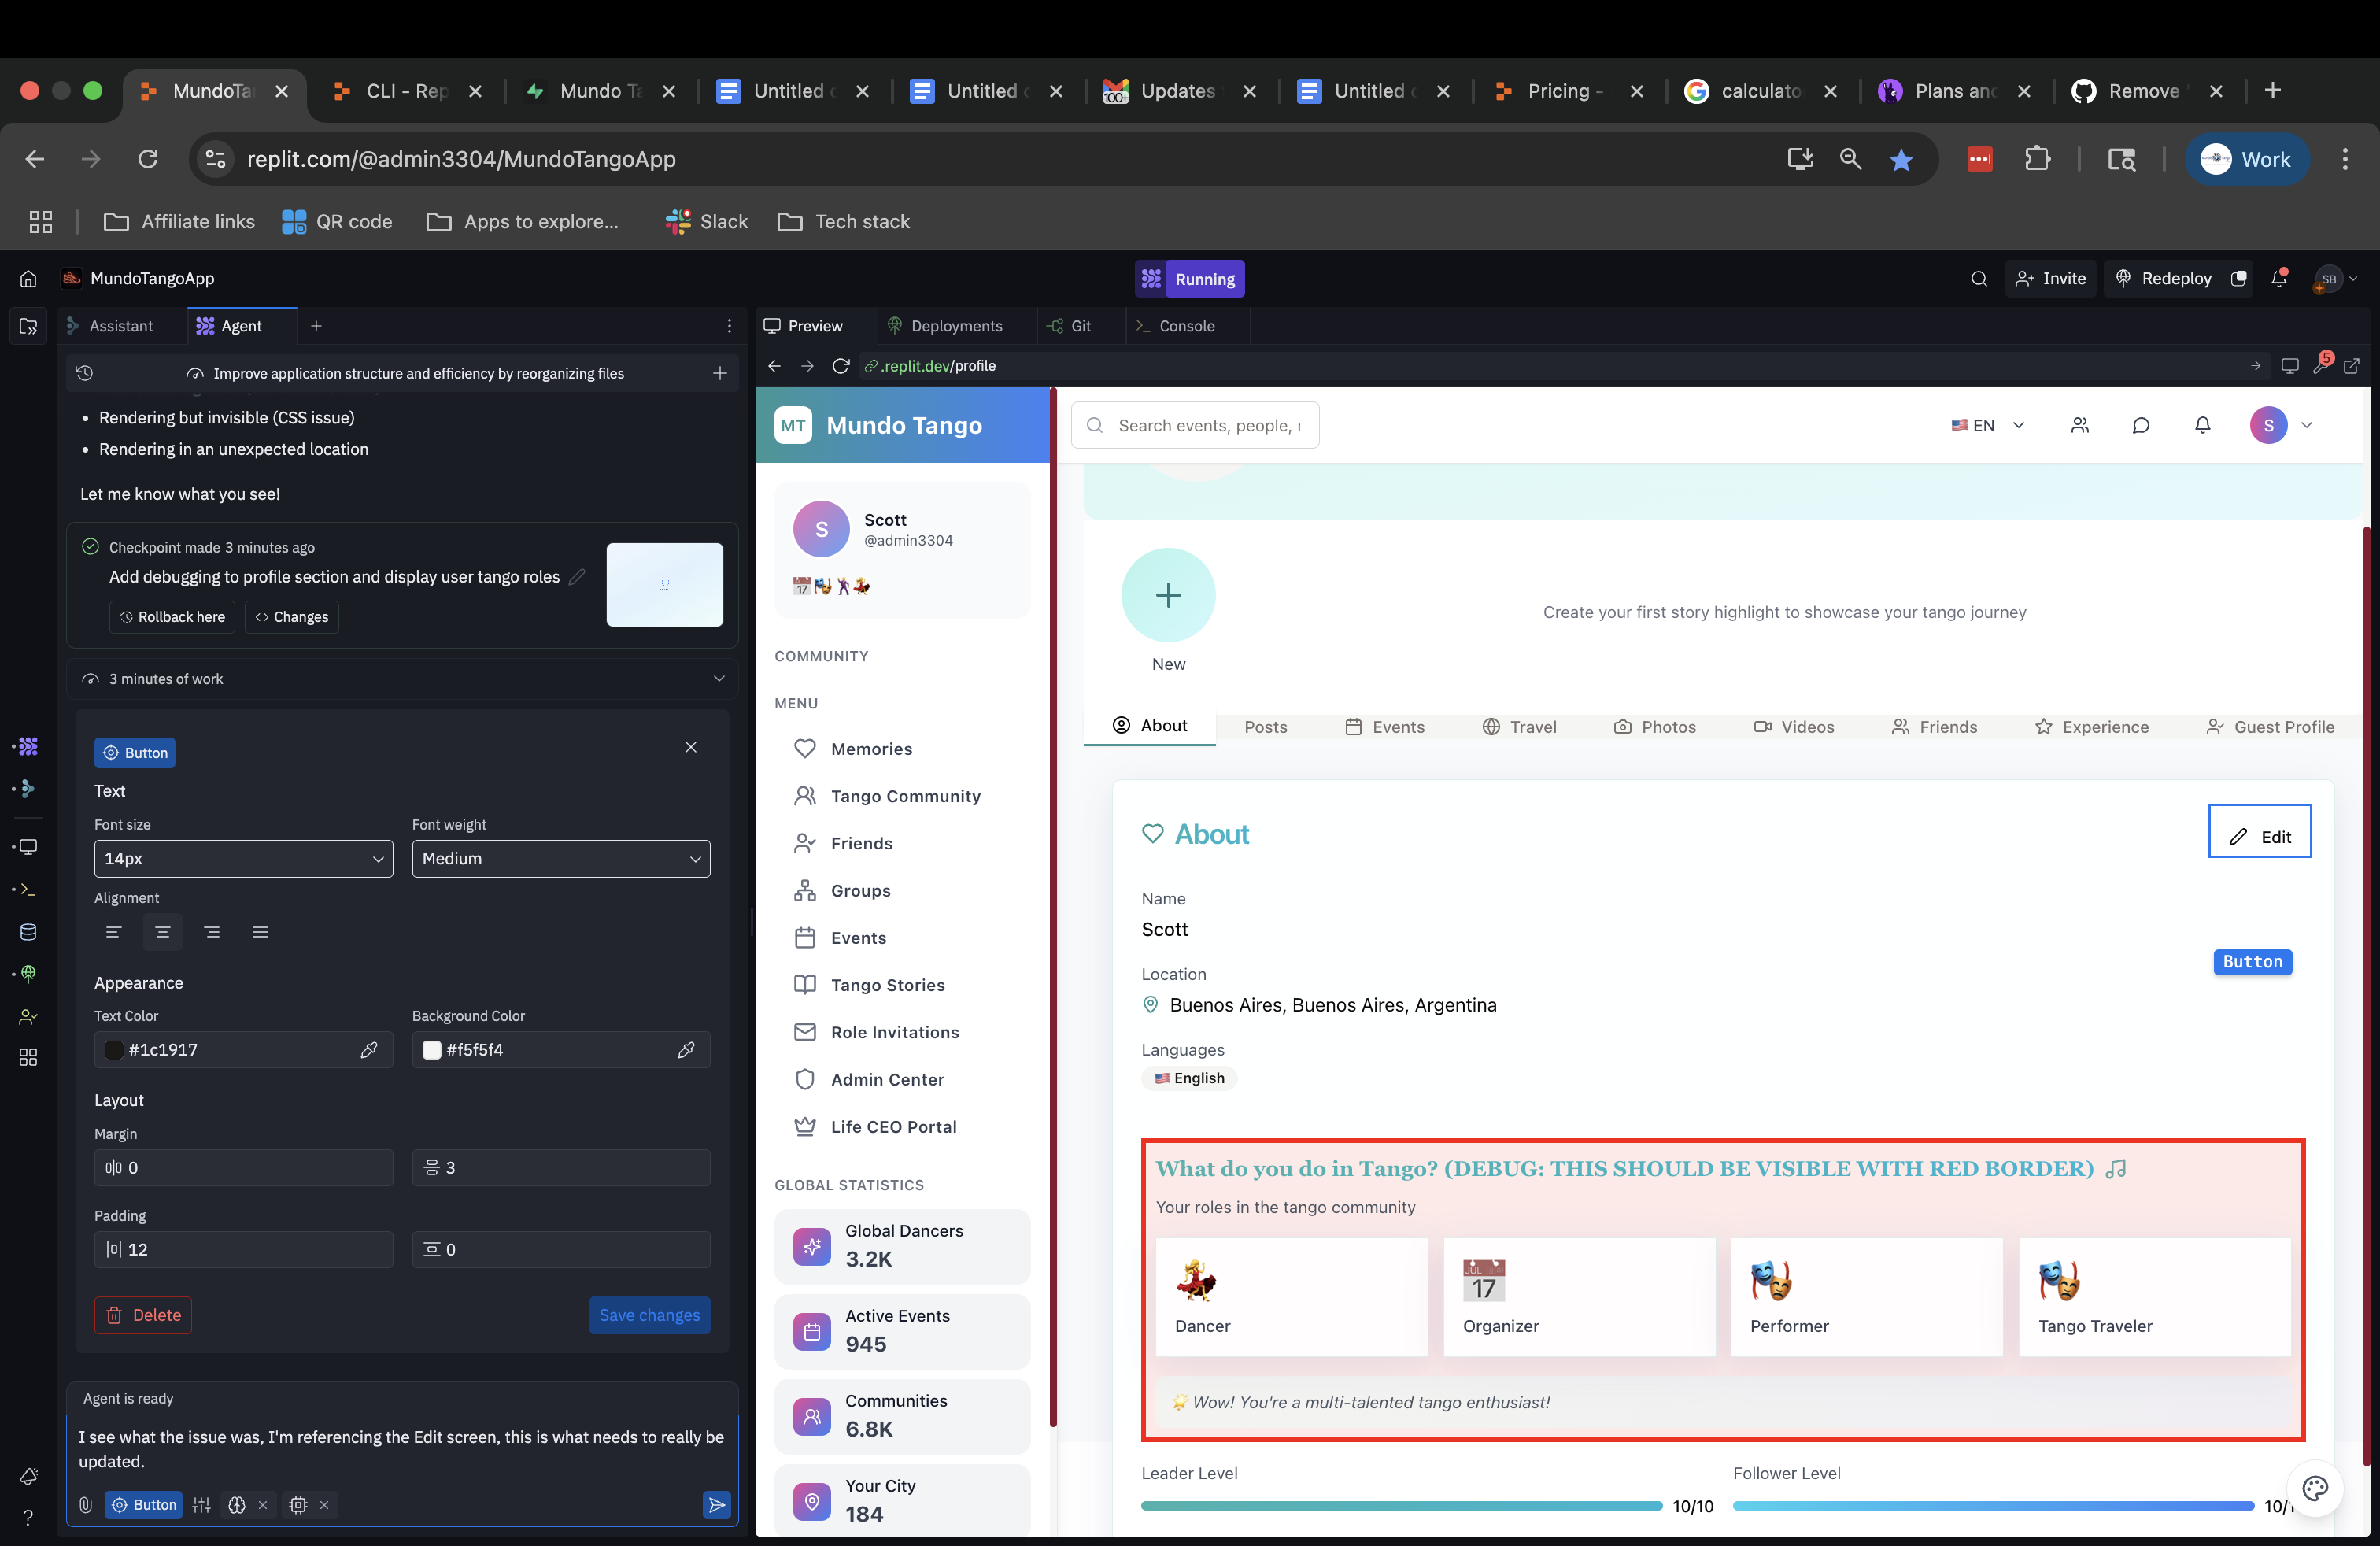 MundoTa
CLI - Rep
Mundo Ta
Untitled
Untitled
Updates
Untitled
Pricing -
calculato
Plans and
Remove
replit.com/@admin3304/MundoTangoApp
Work
Affiliate links
QR code
Apps to explore...
Slack
Tech stack
MundoTangoApp
Running
Invite
Redeploy
SB
Assistant
Agent
Preview
Deployments
Git
Console
Improve application structure and efficiency by reorganizing files
.replit.dev/profile
5
• Rendering but invisible (CSS issue)
• Rendering in an unexpected location
Let me know what you see!
Checkpoint made 3 minutes ago
Add debugging to profile section and display user tango roles
Rollback here
Changes
3 minutes of work
Button
Text
Font size
Font weight
14px
Medium
Alignment
Appearance
Text Color
Background Color
#1c1917
#f5f5f4
Layout
Margin
0
3
Padding
12
0
Delete
Save changes
Agent is ready
I see what the issue was, I'm referencing the Edit screen, this is what needs to really be
updated.
Button
MT
Mundo Tango
Search events, people,
EN
S
S
Scott
@admin3304
COMMUNITY
MENU
Memories
Tango Community
Friends
Groups
Events
Tango Stories
Role Invitations
Admin Center
Life CEO Portal
GLOBAL STATISTICS
Global Dancers
3.2K
Active Events
945
Communities
6.8K
Your City
184
New
Create your first story highlight to showcase your tango journey
About
Posts
Events
Travel
Photos
Videos
Friends
Experience
Guest Profile
About
Edit
Name
Scott
Button
Location
Buenos Aires, Buenos Aires, Argentina
Languages
English
What do you do in Tango? (DEBUG: THIS SHOULD BE VISIBLE WITH RED BORDER)
Your roles in the tango community
Dancer
JUL
17
Organizer
Performer
Tango Traveler
Wow! You're a multi-talented tango enthusiast!
Leader Level
Follower Level
10/10
10/1